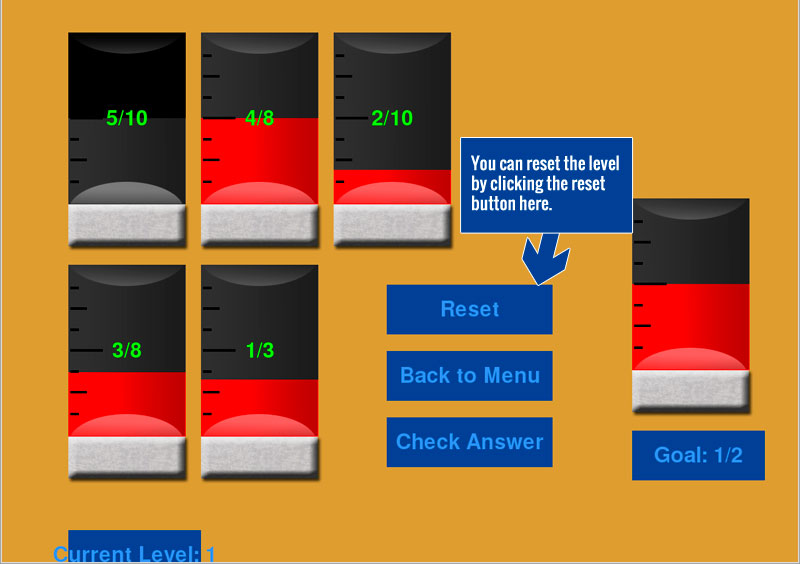 5/10
4/8
2/10
You can reset the level
by clicking the reset
button here.
3/8
1/3
Reset
Back to Menu
Check Answer
Goal: 1/2
Current Level: 1